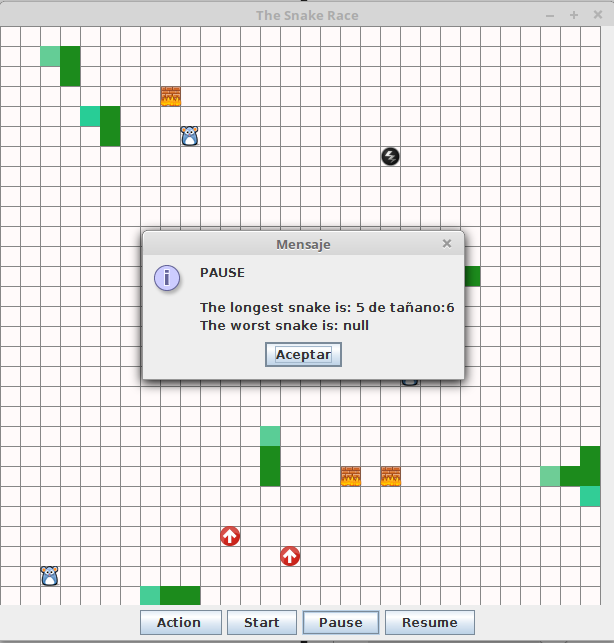 The Snake Race
Mensaje
PAUSE
The longest snake is: 5 de tañano:6
The worst snake is: null
Aceptar
Action
Start
Pause
Resume